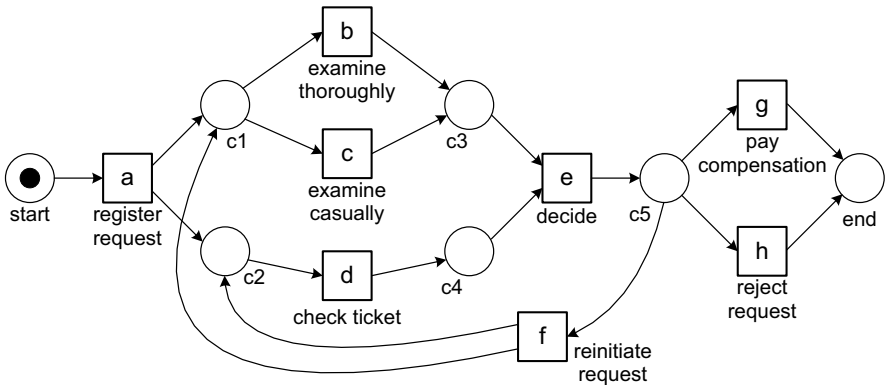 b
examine
thoroughly
g
pay
compensation
c1
c3
c
examine
casually
start
a
register
request
e
decide
c5
end
c2
d
check ticket
c4
h
reject
request
f
reinitiate
request